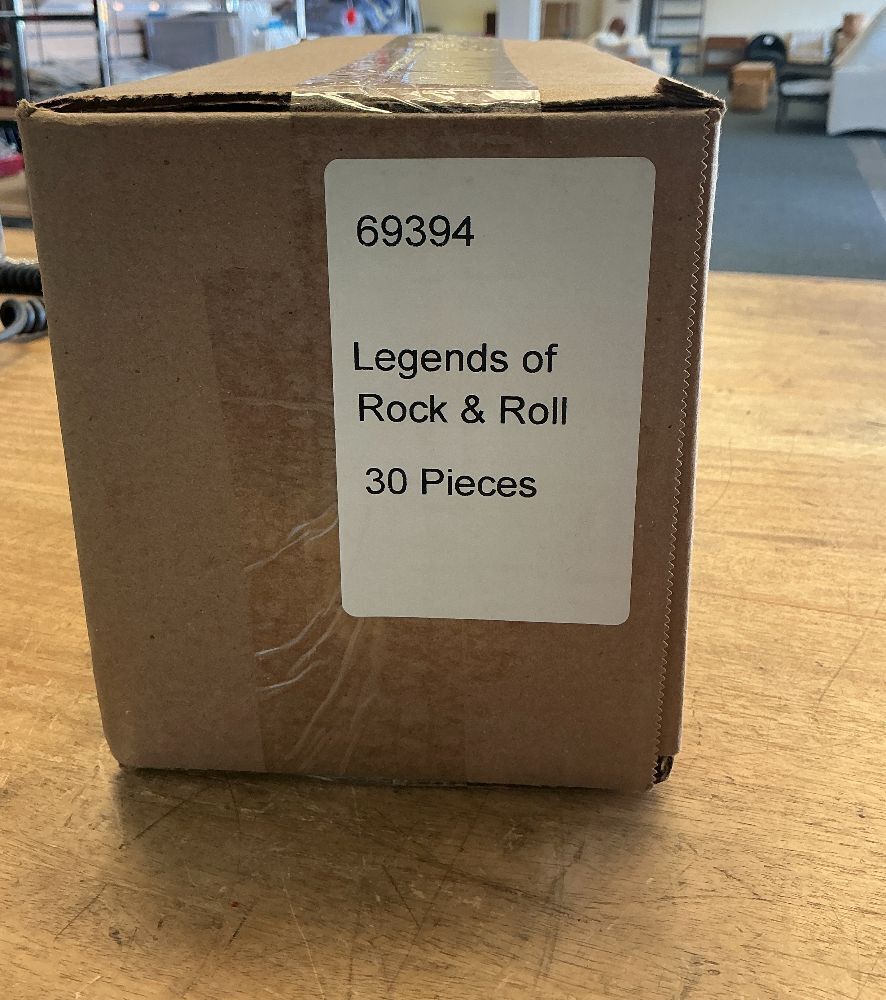 69394
Legends of
Rock & Roll
30 Pieces